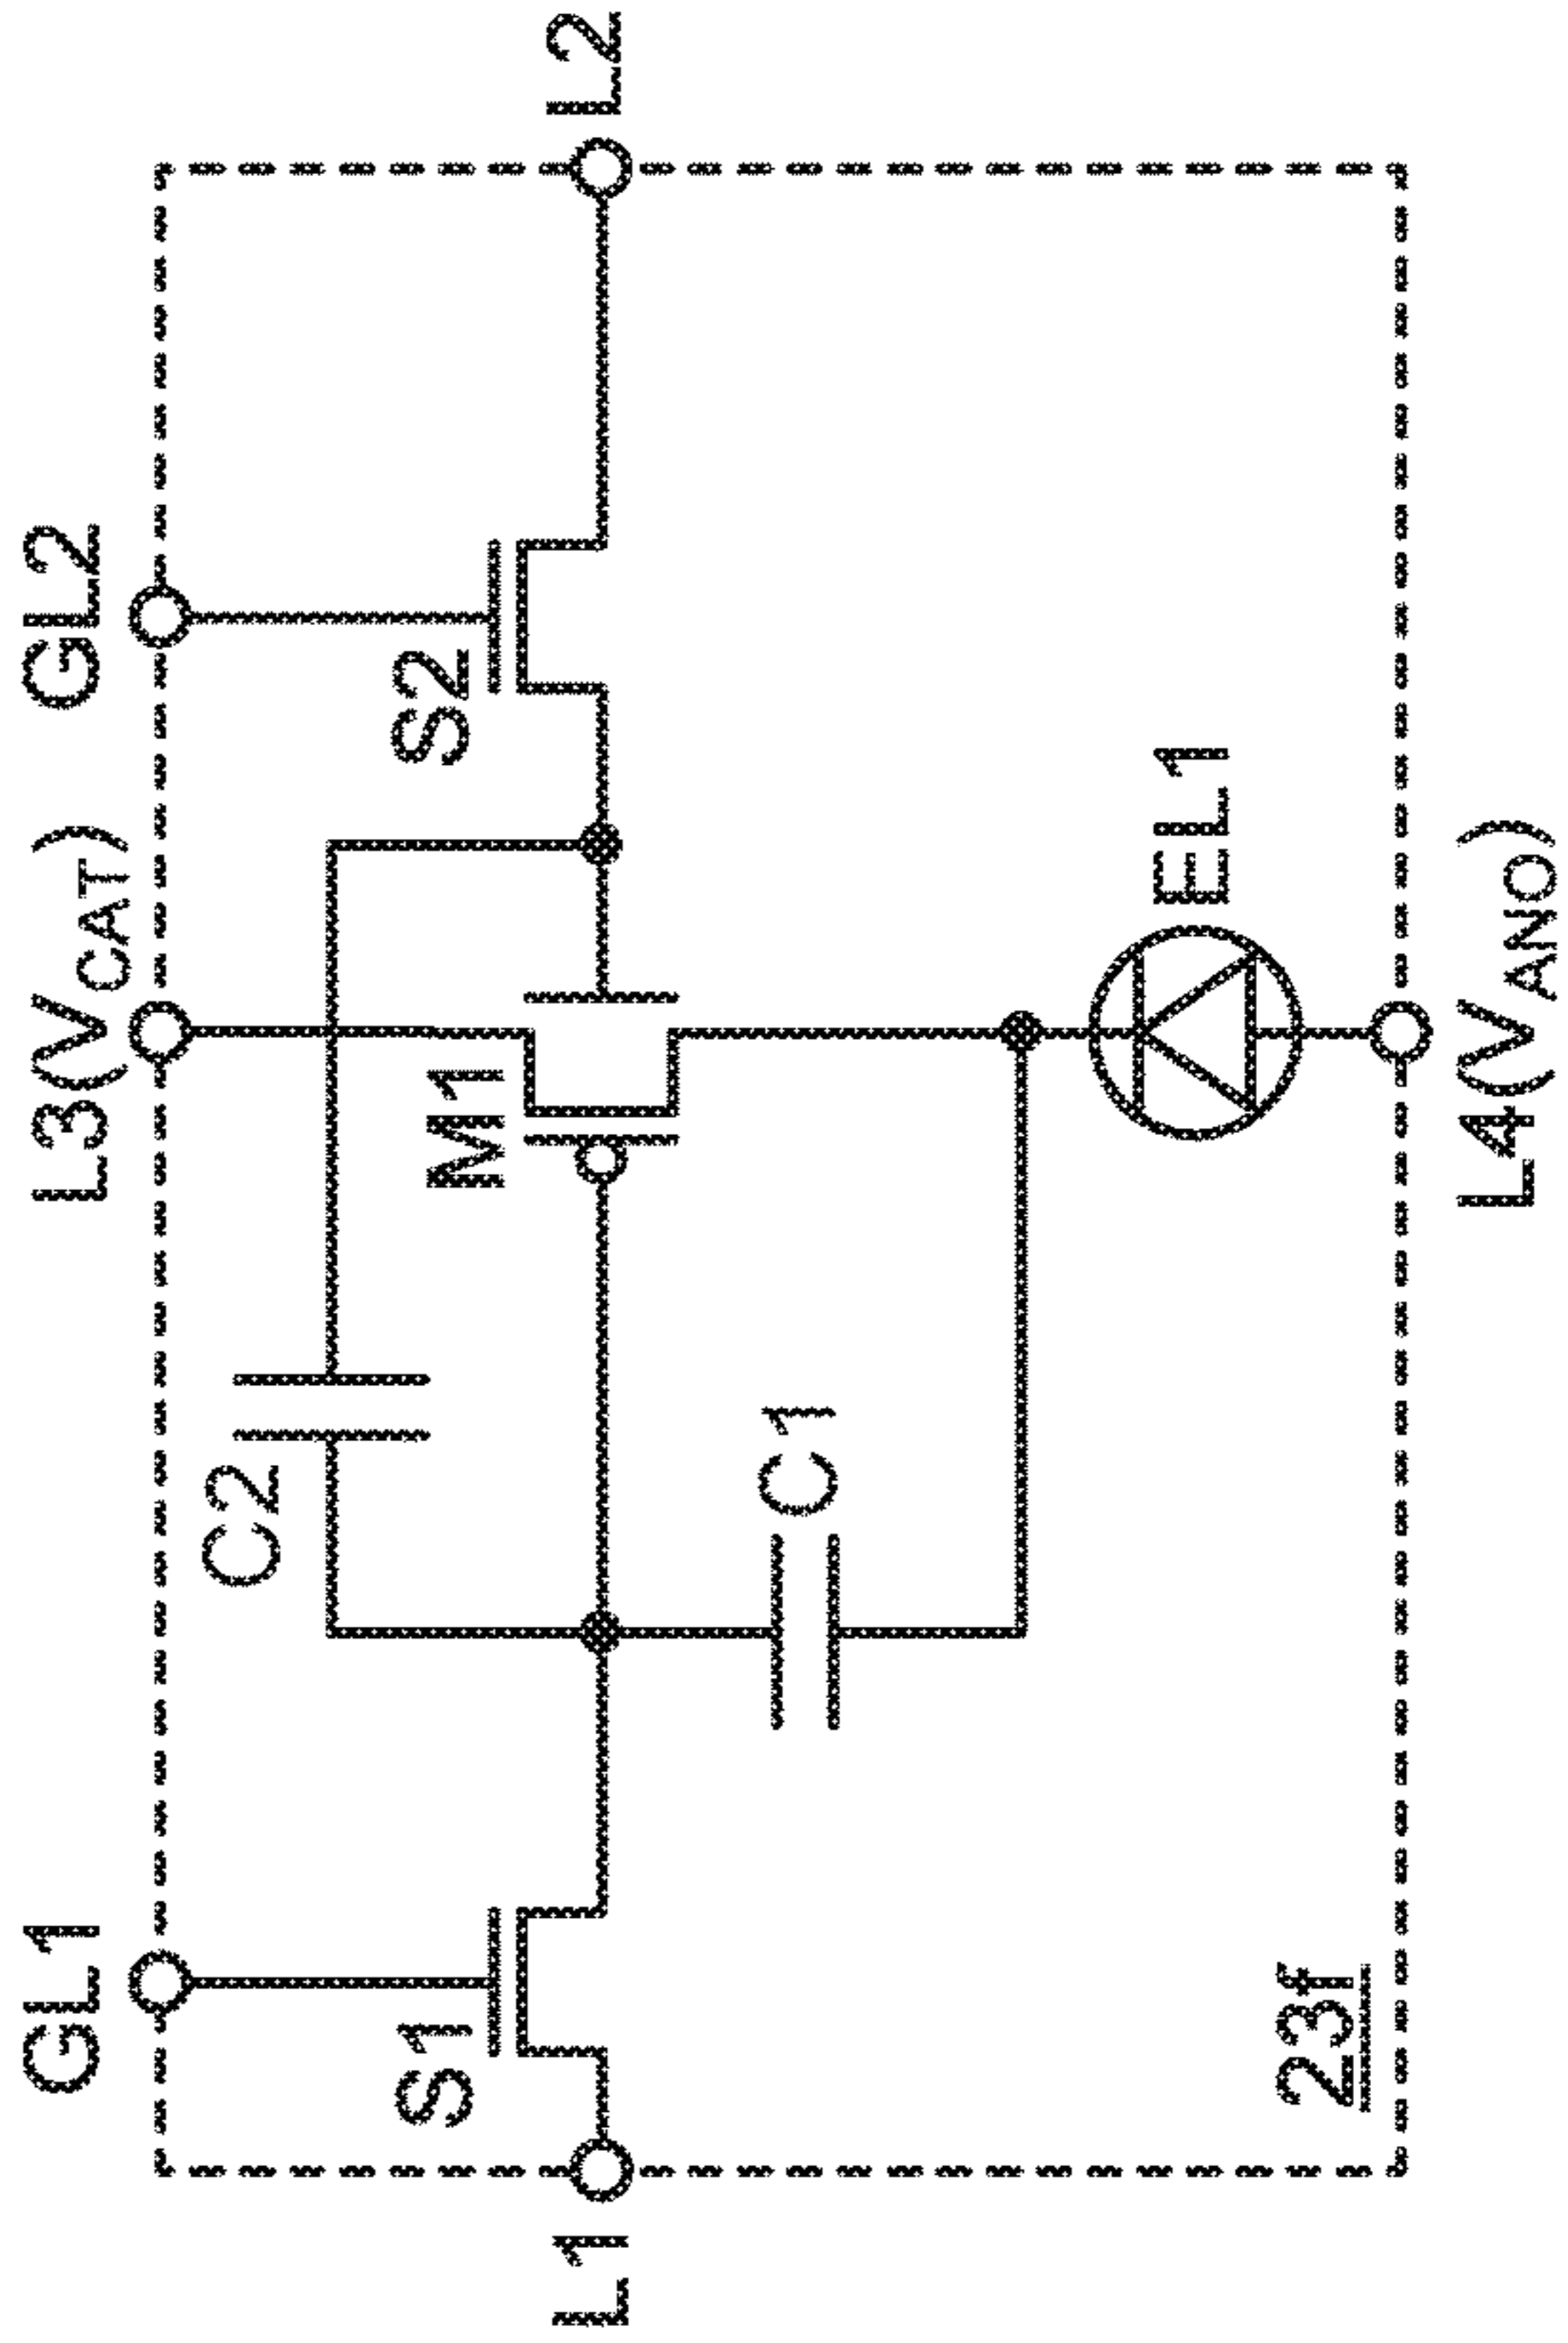 GL1
L3(VCAT)
GL2
S1
C2
M1
S2
L1
L2
C1
EL1
23f
L4(VANO)